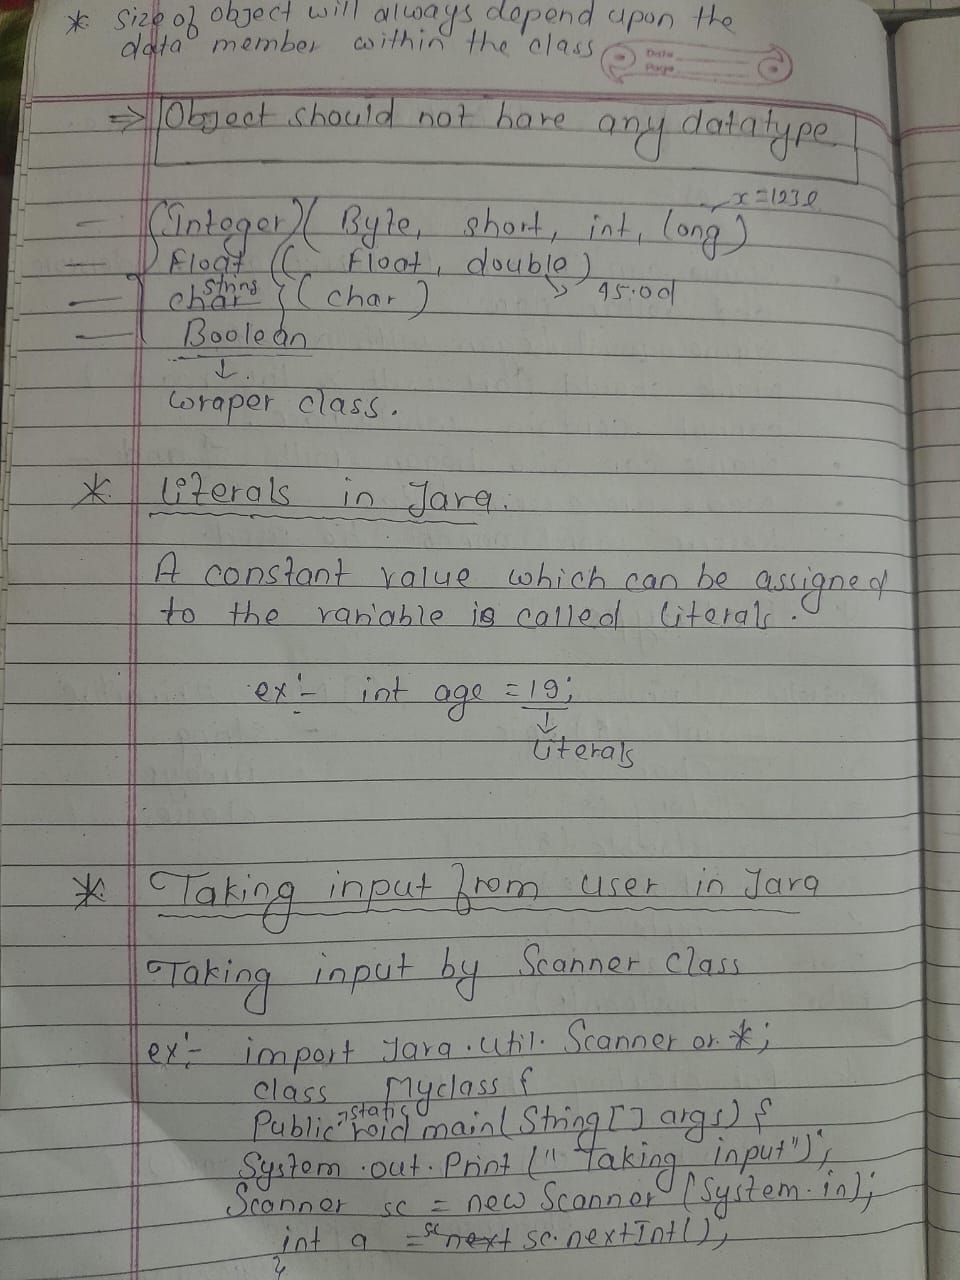 * size of object will always depend upon the
data member within the class
Date
Page
⇒ Object should not have any datatype
x = 123l
— (Integer) ( Byte, short, int, long )
— Float ( Float, double )
string
— char ( char ) 45.0d
— Boolean
↓
wraper class.
* Literals in Java.
A constant value which can be assigned
to the variable is called literals.
ex:- int age = 19;
↓
literals
* Taking input from user in Java
Taking input by Scanner class
ex:- import Java.util.Scanner or *;
class Myclass {
Public static void main(String[] args) {
System.out.Print("Taking input");
Scanner sc = new Scanner (System.in);
int a = sc next sc.nextInt();
}